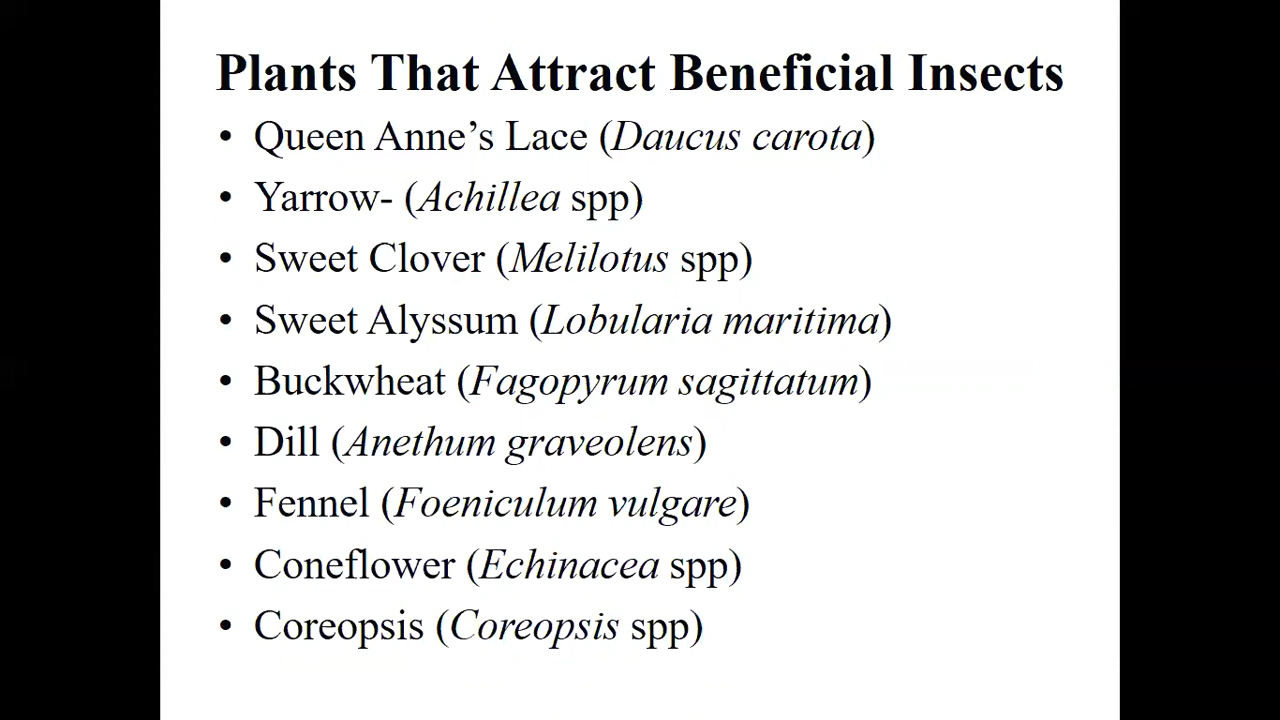 Plants That Attract Beneficial Insects
• Queen Anne’s Lace (Daucus carota)
• Yarrow- (Achillea spp)
• Sweet Clover (Melilotus spp)
• Sweet Alyssum (Lobularia maritima)
• Buckwheat (Fagopyrum sagittatum)
• Dill (Anethum graveolens)
• Fennel (Foeniculum vulgare)
• Coneflower (Echinacea spp)
• Coreopsis (Coreopsis spp)